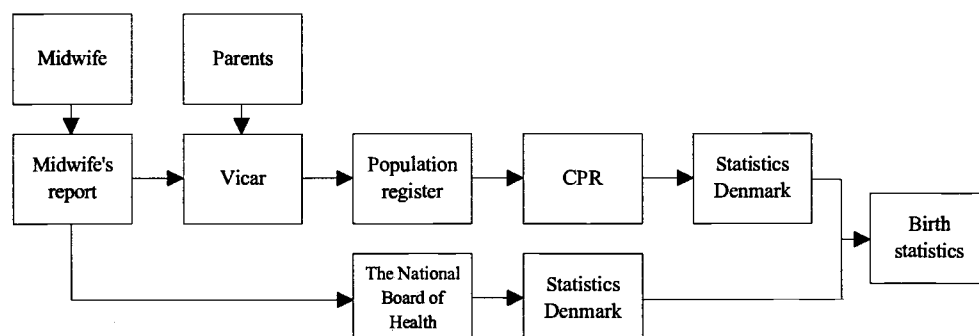 Midwife
Parents
Midwife's
report
Vicar
Population
register
CPR
Statistics
Denmark
Birth
statistics
The National
Board of
Health
Statistics
Denmark